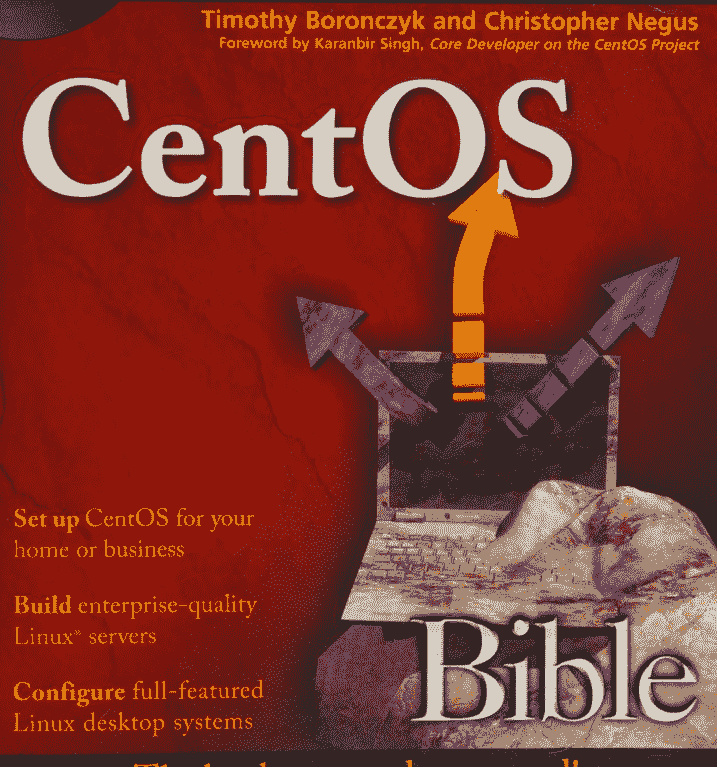 Timothy Boronczyk and Christopher Negus
Foreword by Karanbir Singh, Core Developer on the CentOS Project
CentOS
Set up CentOS for your
home or business
Build enterprise-quality
Linux® servers
Configure full-featured
Linux desktop systems
Bible